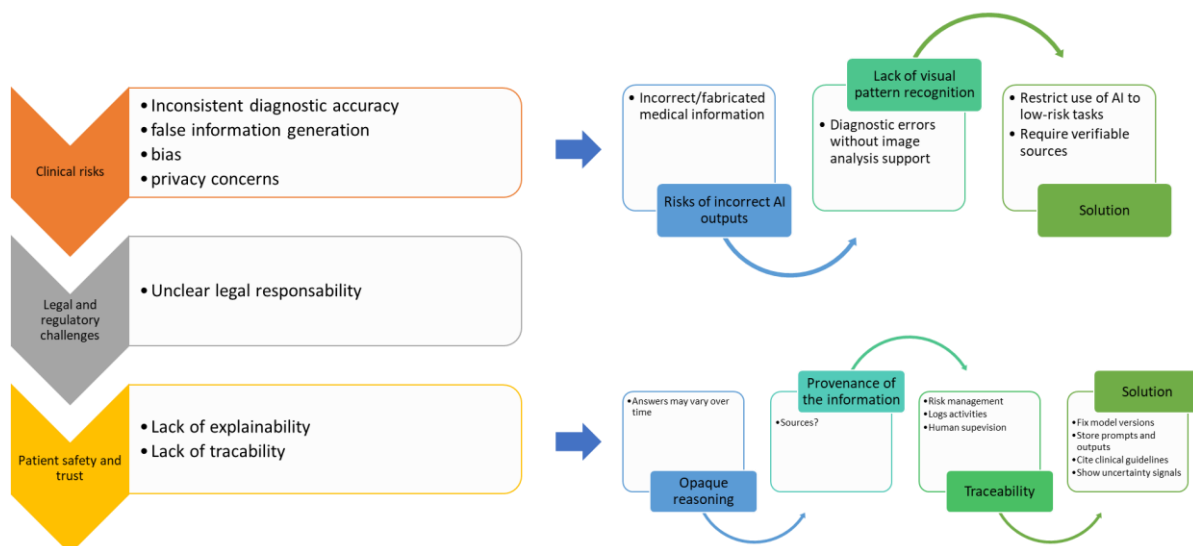 Clinical risks
• Inconsistent diagnostic accuracy
• false information generation
• bias
• privacy concerns
• Incorrect/fabricated
medical information
Risks of incorrect AI
outputs
Lack of visual
pattern recognition
• Diagnostic errors
without image
analysis support
• Restrict use of AI to
low-risk tasks
• Require verifiable
sources
Solution
Legal and
regulatory
challenges
• Unclear legal responsability
Patient safety and
trust
• Lack of explainability
• Lack of tracability
• Answers may vary over
time
Opaque
reasoning
Provenance of
the information
• Sources?
• Risk management
• Logs activities
• Human supevision
Traceability
Solution
• Fix model versions
• Store prompts and
outputs
• Cite clinical guidelines
• Show uncertainty signals